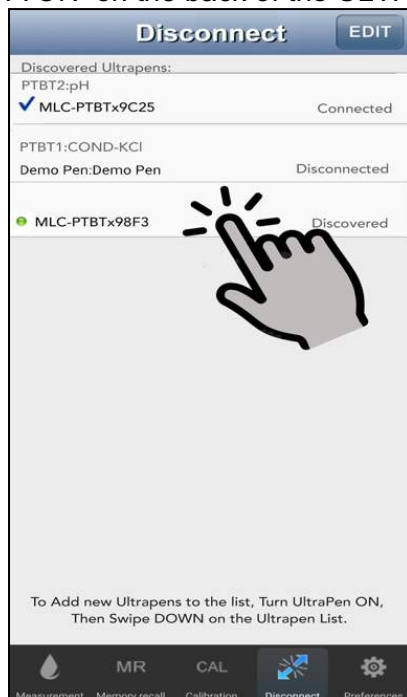 Disconnect
EDIT
Discovered Ultrapens:
PTBT2:pH
MLC-PTBTx9C25 Connected
PTBT1:COND-KCl
Demo Pen:Demo Pen Disconnected
MLC-PTBTx98F3 Discovered
To Add new Ultrapens to the list, Turn UltraPen ON,
Then Swipe DOWN on the Ultrapen List.
MR CAL
Measurement Memory recall Calibration Disconnect Preferences